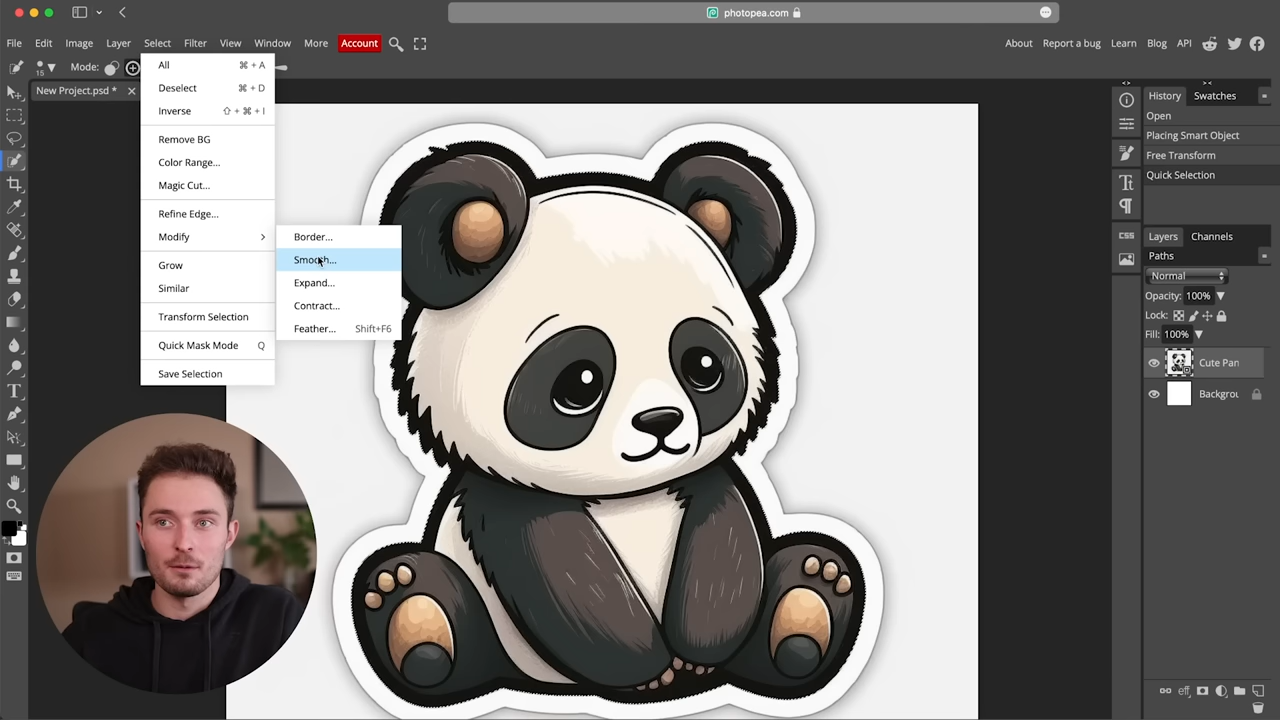 photopea.com
File Edit Image Layer Select Filter View Window More Account About Report a bug Learn Blog API
15 Mode:
New Project.psd *
All ⌘ + A
Deselect ⌘ + D
Inverse ⇧ + ⌘ + I
Remove BG
Color Range...
Magic Cut...
Refine Edge...
Modify
Grow
Similar
Transform Selection
Quick Mask Mode Q
Save Selection
Border...
Smooth...
Expand...
Contract...
Feather... Shift+F6
CSS
History Swatches
Open
Placing Smart Object
Free Transform
Quick Selection
Layers Channels
Paths
Normal
Opacity: 100%
Lock:
Fill: 100%
Cute Pan
Backgrou
eff